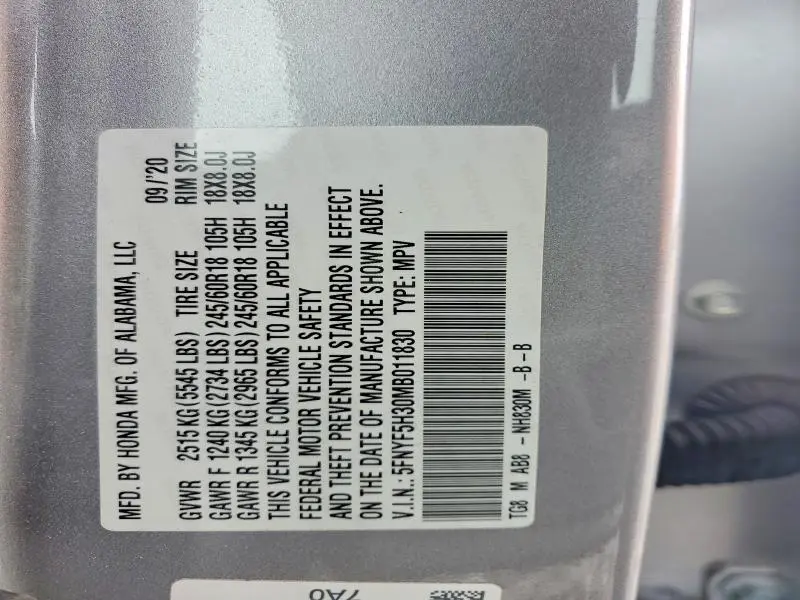 MFD. BY HONDA MFG. OF ALABAMA, LLC 09/'20
GVWR 2515 KG (5545 LBS) TIRE SIZE RIM SIZE
GAWR F 1240 KG (2734 LBS) 245/60R18 105H 18X8.0J
GAWR R 1345 KG (2965 LBS) 245/60R18 105H 18X8.0J
THIS VEHICLE CONFORMS TO ALL APPLICABLE
FEDERAL MOTOR VEHICLE SAFETY
AND THEFT PREVENTION STANDARDS IN EFFECT
ON THE DATE OF MANUFACTURE SHOWN ABOVE.
V.I.N.: 5FNYF5H30MB011830 TYPE: MPV
TG8 M AB8 - NH830M -B -B